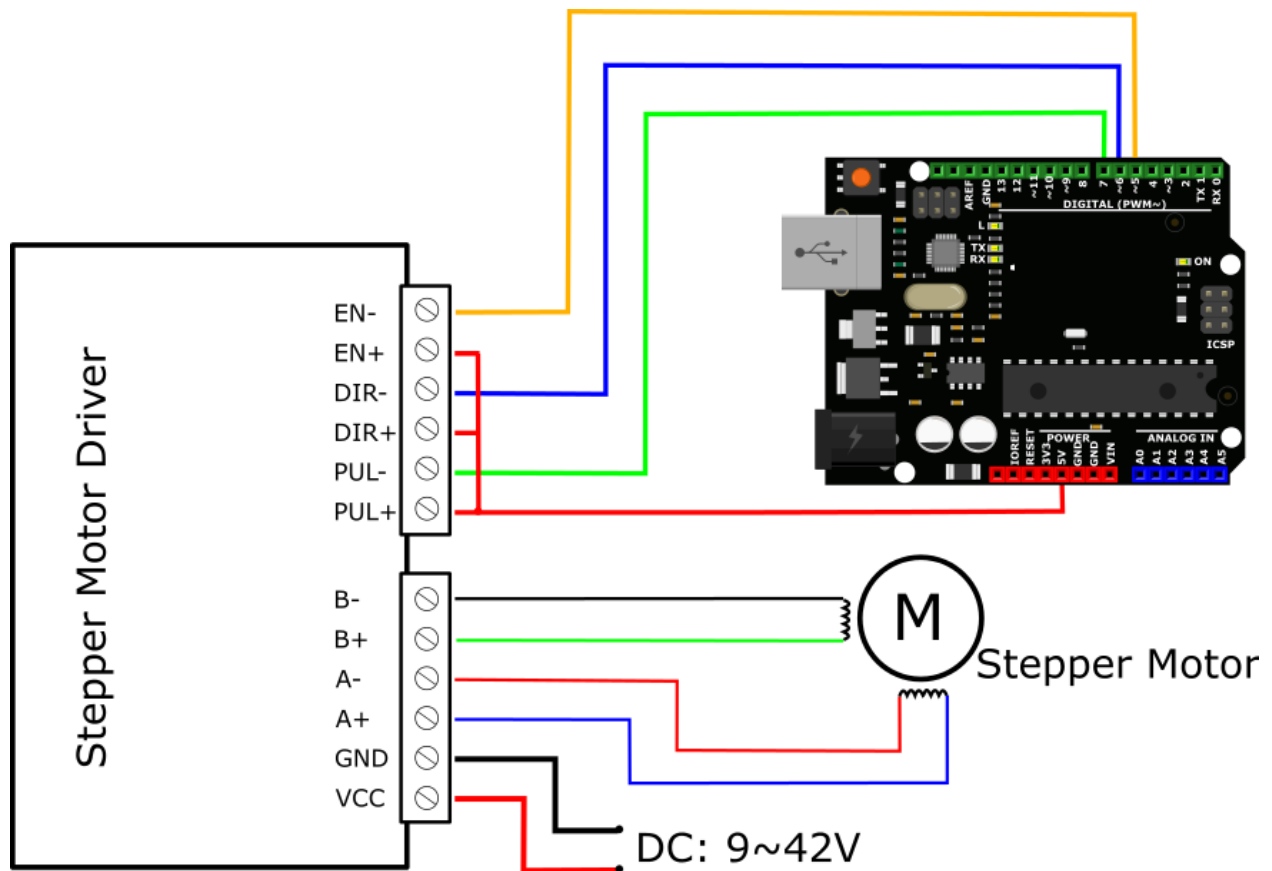 Stepper Motor Driver
EN-
EN+
DIR-
DIR+
PUL-
PUL+
B-
B+
A-
A+
GND
VCC
AREF
GND
13
12
~11
~10
~9
8
7
~6
~5
4
~3
2
TX 1
RX 0
DIGITAL (PWM~)
L
TX
RX
ON
ICSP
POWER
ANALOG IN
IOREF
RESET
3V3
5V
GND
GND
VIN
A0
A1
A2
A3
A4
A5
M
Stepper Motor
DC: 9~42V